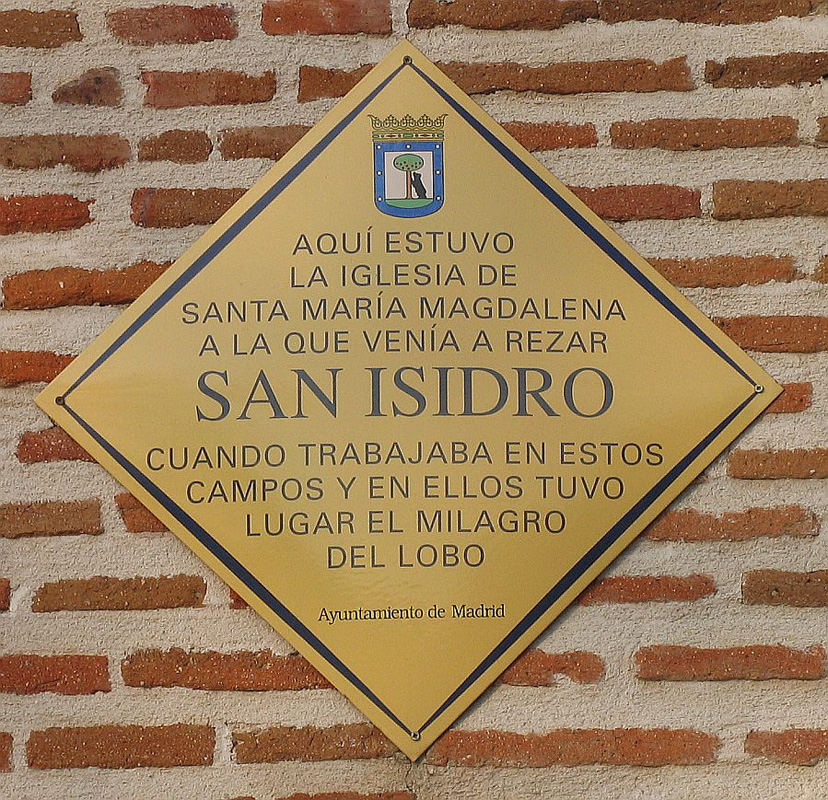 AQUÍ ESTUVO
LA IGLESIA DE
SANTA MARÍA MAGDALENA
A LA QUE VENÍA A REZAR
SAN ISIDRO
CUANDO TRABAJABA EN ESTOS
CAMPOS Y EN ELLOS TUVO
LUGAR EL MILAGRO
DEL LOBO
Ayuntamiento de Madrid